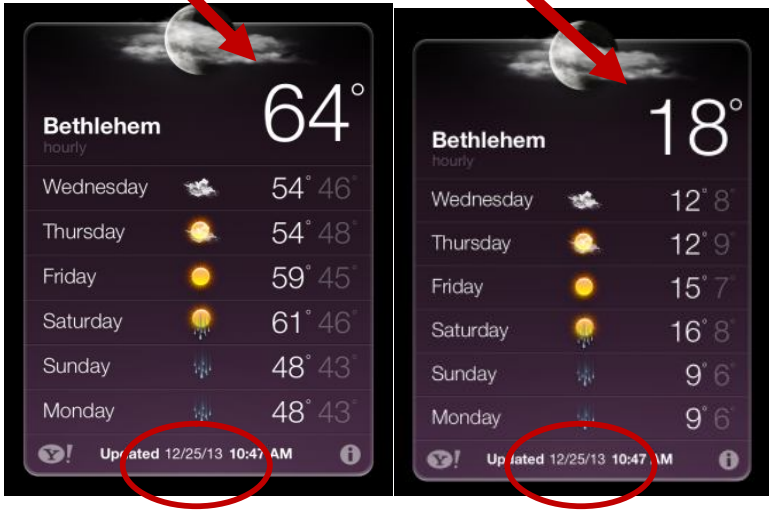 64°
Bethlehem
hourly
Wednesday 54° 46°
Thursday 54° 48°
Friday 59° 45°
Saturday 61° 46°
Sunday 48° 43°
Monday 48° 43°
Y! Updated 12/25/13 10:47 AM i
18°
Bethlehem
hourly
Wednesday 12° 8°
Thursday 12° 9°
Friday 15° 7°
Saturday 16° 8°
Sunday 9° 6°
Monday 9° 6°
Y! Updated 12/25/13 10:47 AM i